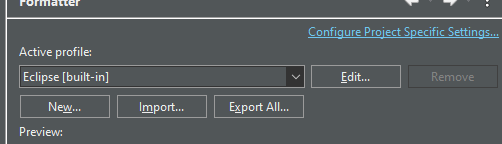 Formatter
Configure Project Specific Settings...
Active profile:
Eclipse [built-in] Edit... Remove
New... Import... Export All...
Preview: